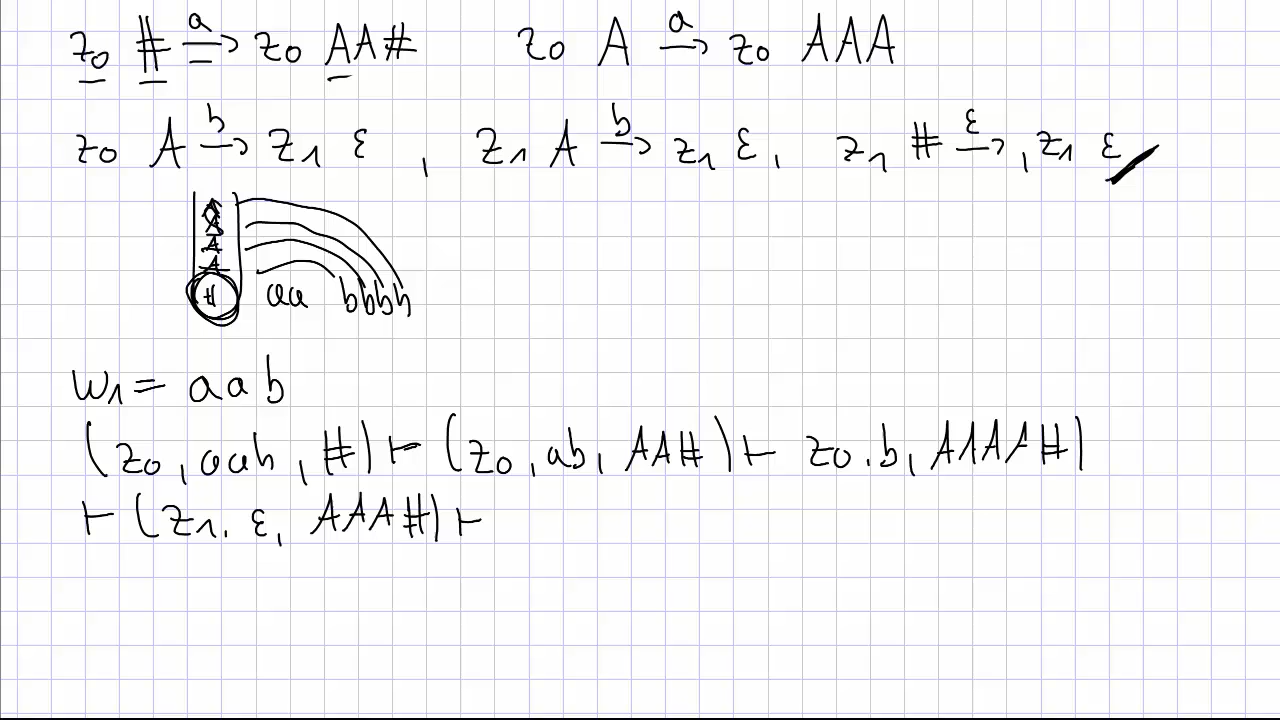 z₀ # –a→ z₀ AA#    z₀ A –a→ z₀ AAA
z₀ A –b→ z₁ ε , z₁ A –b→ z₁ ε, z₁ # –ε→, z₁ ε
A
A
A
A
# aa bbbb
w₁ = aab
(z₀, aab, #) ⊢ (z₀, ab, AA#) ⊢ z₀, b, AAAA#)
⊢ (z₁, ε, AAA#) ⊢